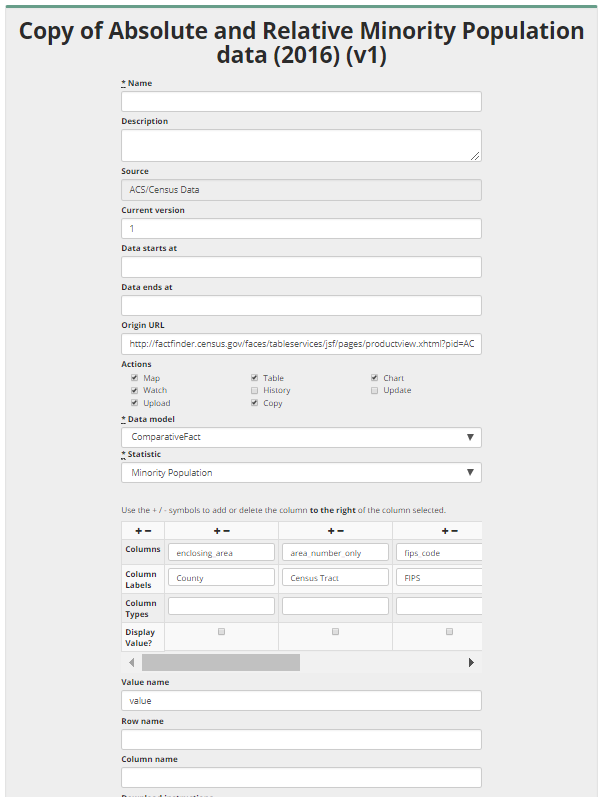 Copy of Absolute and Relative Minority Population
data (2016) (v1)
* Name
Description
Source
ACS/Census Data
Current version
1
Data starts at
Data ends at
Origin URL
http://factfinder.census.gov/faces/tableservices/jsf/pages/productview.xhtml?pid=AC
Actions
Map Table Chart
Watch History Update
Upload Copy
* Data model
ComparativeFact
* Statistic
Minority Population
Use the + / - symbols to add or delete the column to the right of the column selected.
+ − + − + − + −
Columns enclosing_area area_number_only fips_code
Column
Labels County Census Tract FIPS
Column
Types
Display
Value?
Value name
value
Row name
Column name